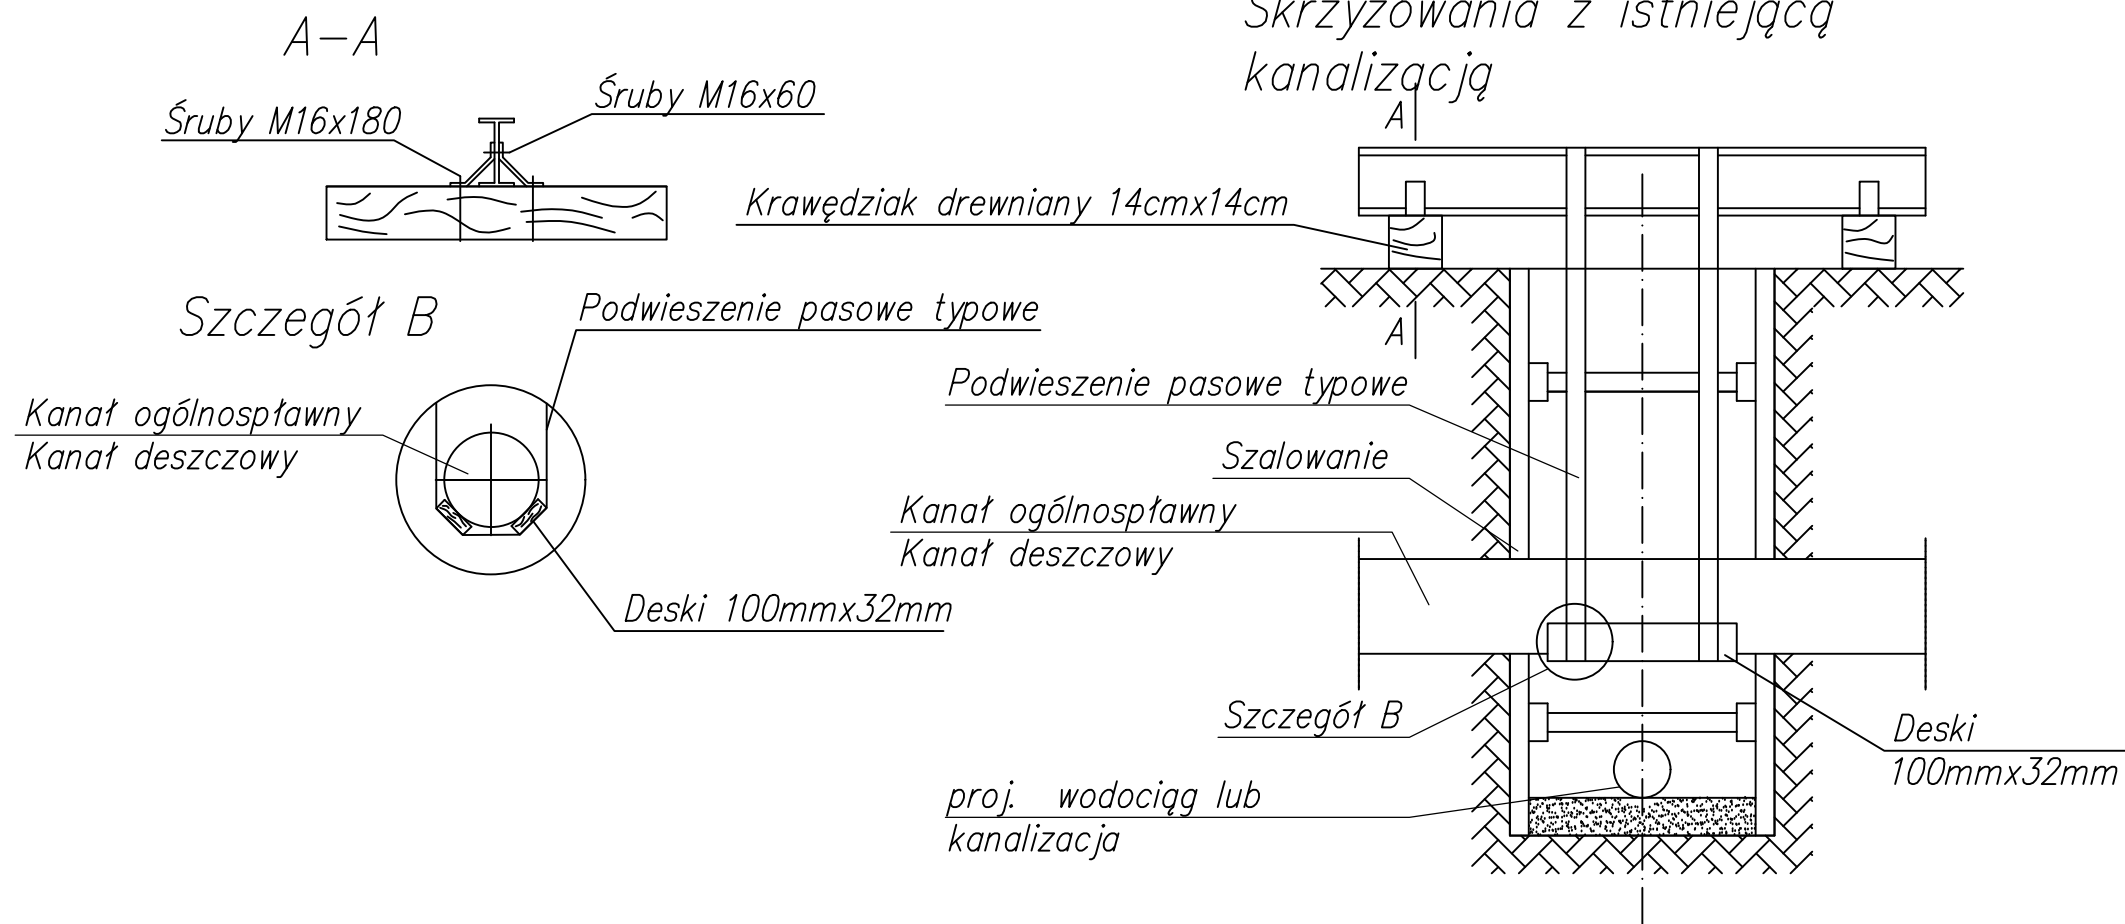 A-A
Śruby M16x180
Śruby M16x60
Szczegół B
Podwieszenie pasowe typowe
Kanał ogólnospławny
Kanał deszczowy
Deski 100mmx32mm
Skrzyżowania z istniejącą
kanalizacją
A
Krawędziak drewniany 14cmx14cm
A
Podwieszenie pasowe typowe
Szalowanie
Kanał ogólnospławny
Kanał deszczowy
Szczegół B
Deski
100mmx32mm
proj. wodociąg lub
kanalizacja